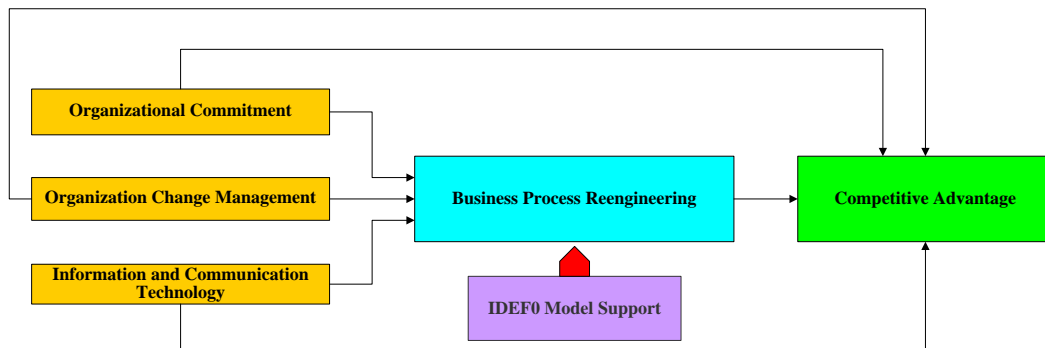 Organizational Commitment
Organization Change Management
Business Process Reengineering
Competitive Advantage
Information and Communication
Technology
IDEF0 Model Support